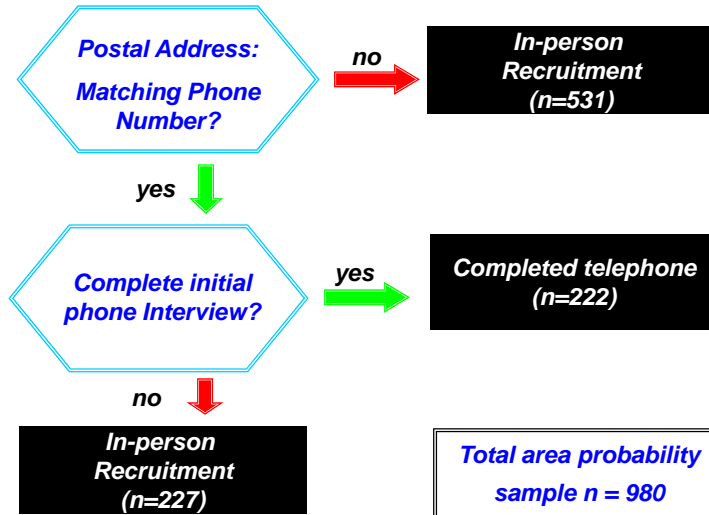 Postal Address:
Matching Phone
Number?
no
In-person
Recruitment
(n=531)
yes
Complete initial
phone Interview?
yes
Completed telephone
(n=222)
no
In-person
Recruitment
(n=227)
Total area probability
sample n = 980